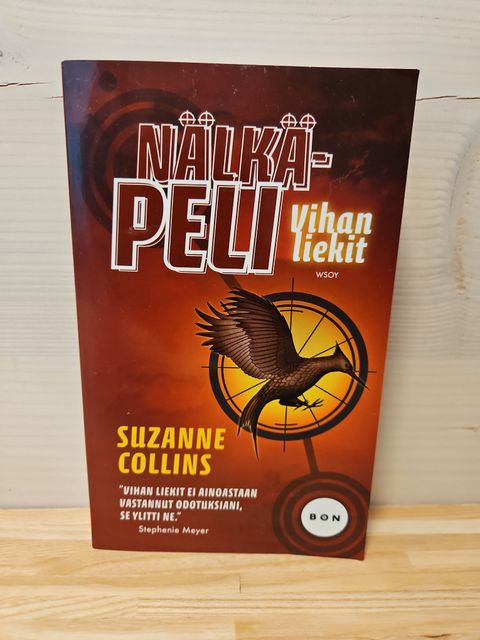 NÄLKÄ-
PELI
Vihan
liekit
WSOY
SUZANNE
COLLINS
"VIHAN LIEKIT EI AINOASTAAN
VASTANNUT ODOTUKSIANI,
SE YLITTI NE."
Stephenie Meyer
BON